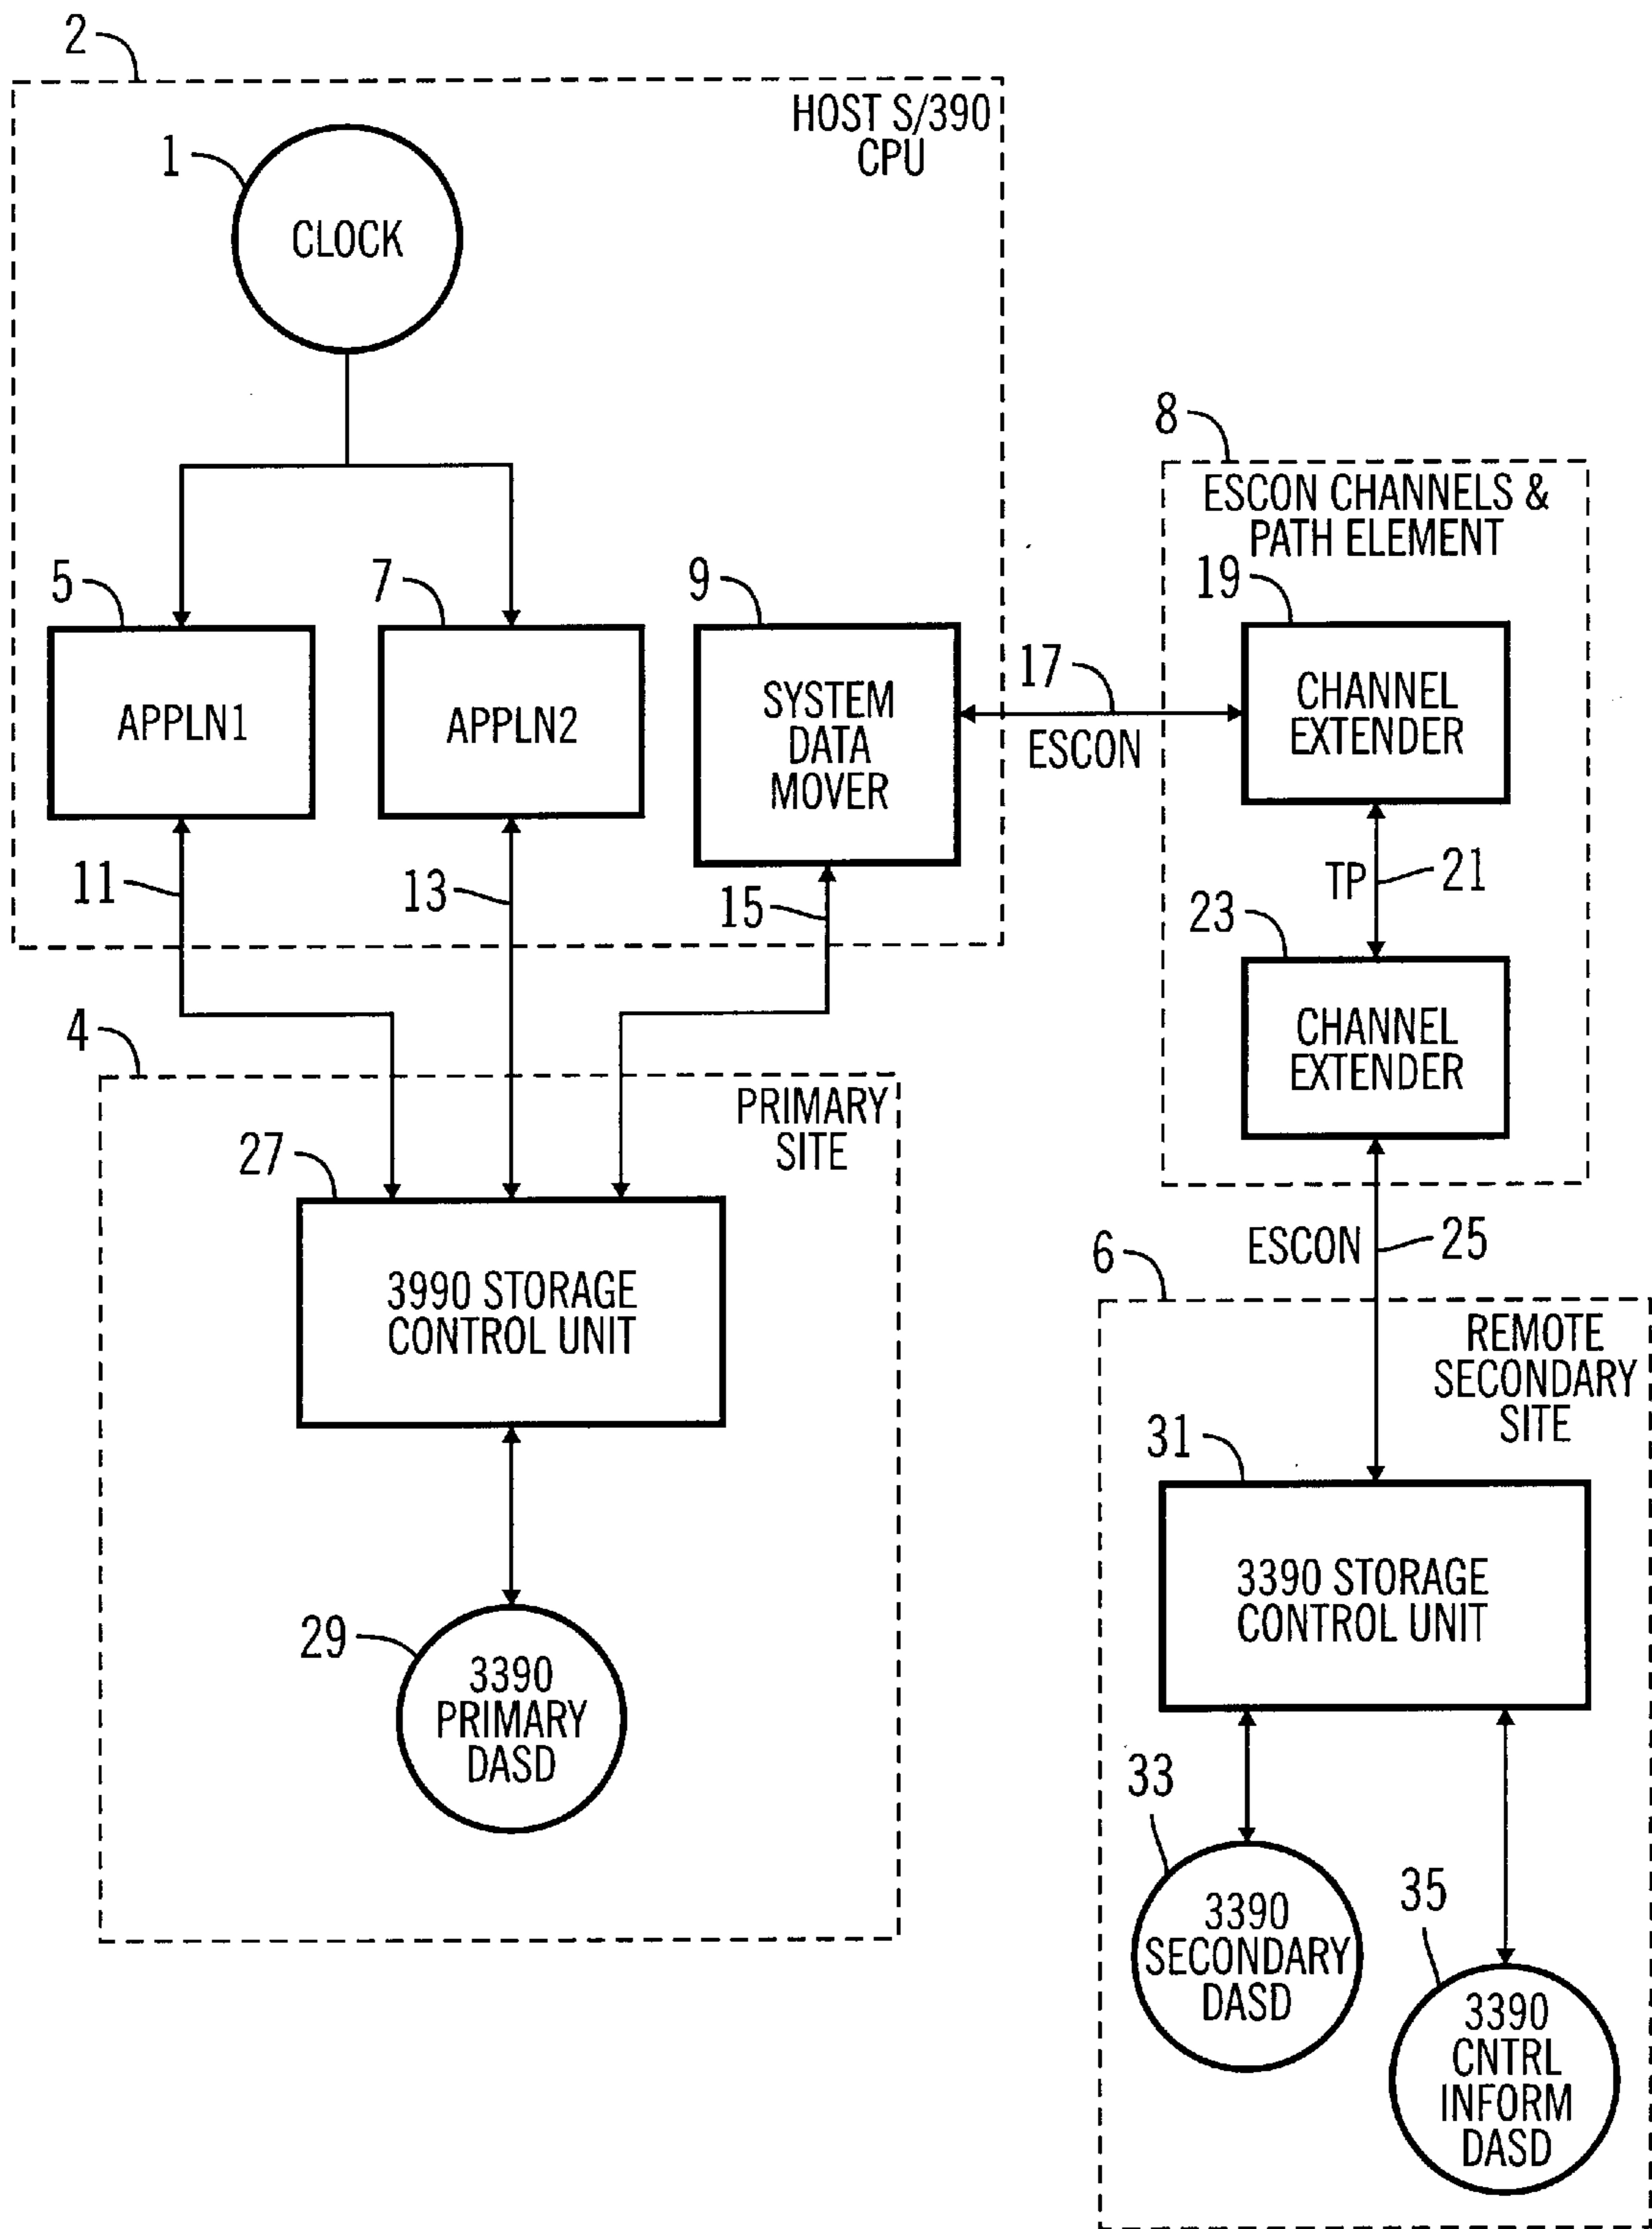 2
HOST S/390
CPU
1
CLOCK
8
ESCON CHANNELS &
PATH ELEMENT
5
7
9
19
APPLN1
APPLN2
SYSTEM
DATA
MOVER
17
ESCON
CHANNEL
EXTENDER
11
13
15
TP
21
23
CHANNEL
EXTENDER
4
PRIMARY
SITE
27
3990 STORAGE
CONTROL UNIT
ESCON
25
6
REMOTE
SECONDARY
SITE
31
3390 STORAGE
CONTROL UNIT
29
3390
PRIMARY
DASD
33
3390
SECONDARY
DASD
35
3390
CNTRL
INFORM
DASD